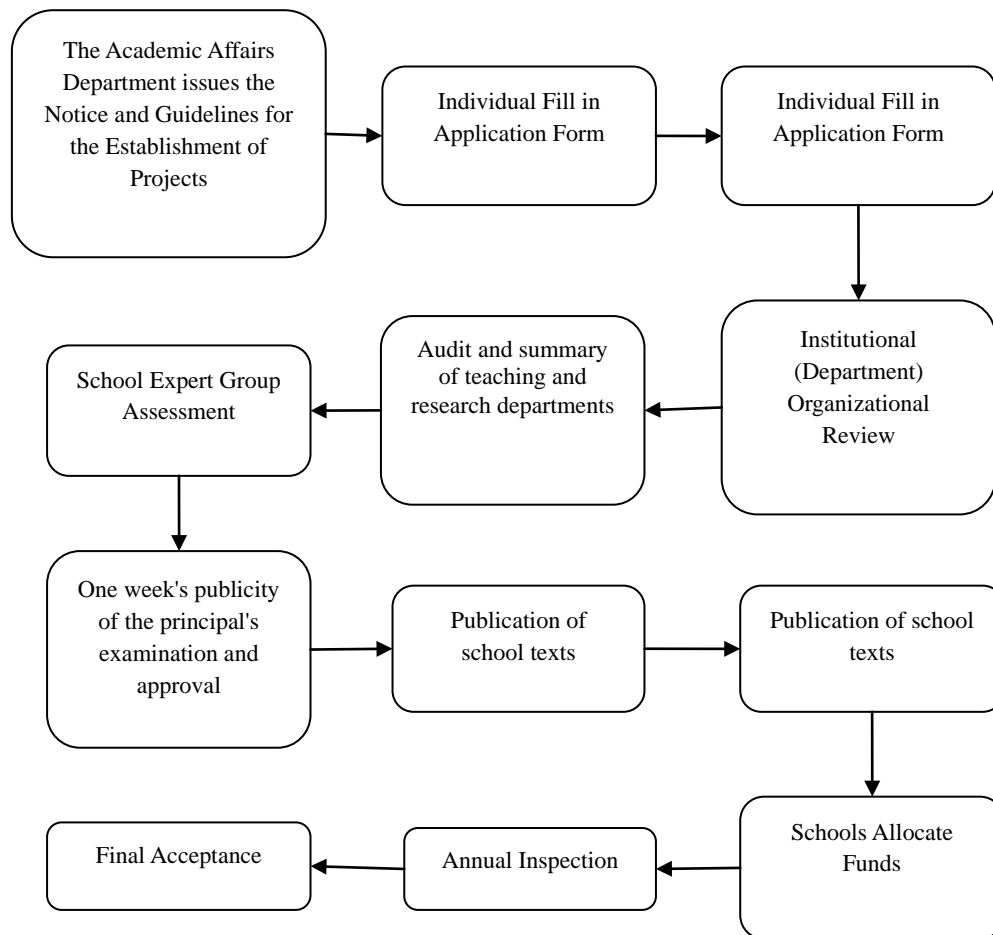 The Academic Affairs
Department issues the
Notice and Guidelines for
the Establishment of
Projects
Individual Fill in
Application Form
Individual Fill in
Application Form
Institutional
(Department)
Organizational
Review
Audit and summary
of teaching and
research departments
School Expert Group
Assessment
One week's publicity
of the principal's
examination and
approval
Publication of
school texts
Publication of school
texts
Schools Allocate
Funds
Annual Inspection
Final Acceptance